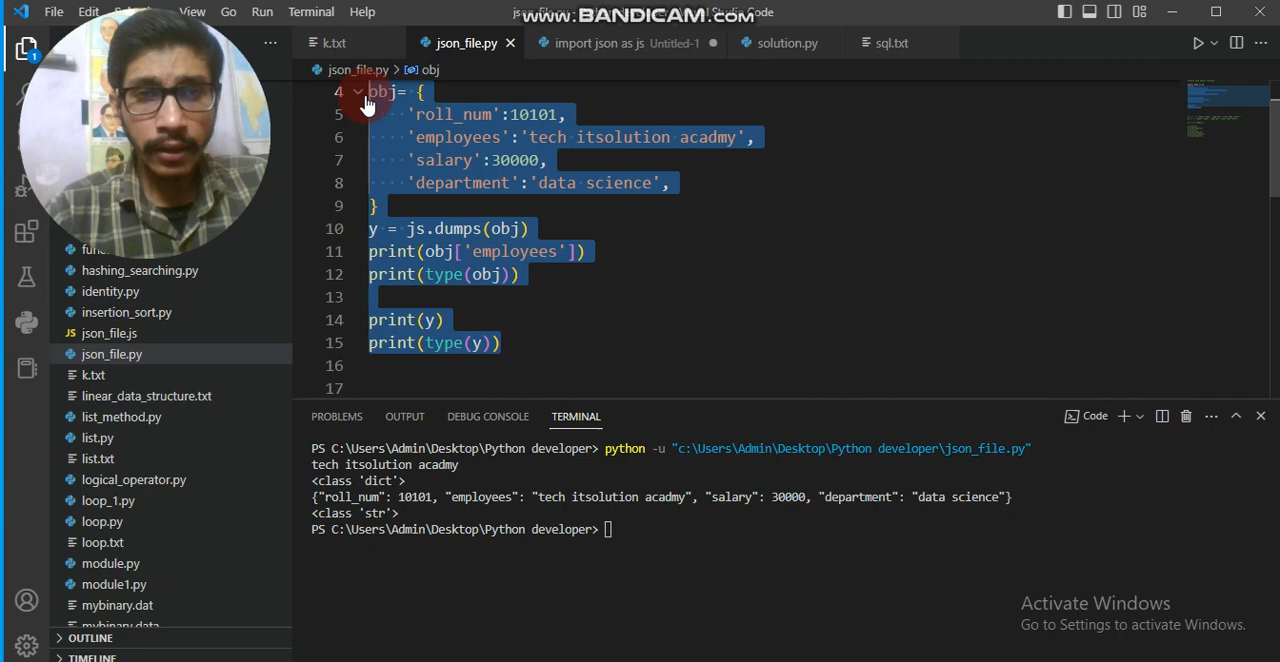 File Edit View Go Run Terminal Help
www.BANDICAM.com
Studio Code
k.txt
json_file.py
import json as js Untitled-1
solution.py
sql.txt
json_file.py > obj
4 obj= {
5 'roll_num':10101,
6 'employees':'tech itsolution acadmy',
7 'salary':30000,
8 'department':'data science',
9 }
10 y = js.dumps(obj)
11 print(obj['employees'])
12 print(type(obj))
13
14 print(y)
15 print(type(y))
16
17
1
hashing_searching.py
identity.py
insertion_sort.py
JS json_file.js
json_file.py
k.txt
linear_data_structure.txt
list_method.py
list.py
list.txt
logical_operator.py
loop_1.py
loop.py
loop.txt
module.py
module1.py
mybinary.dat
mybinary.data
OUTLINE
TIMELINE
PROBLEMS OUTPUT DEBUG CONSOLE TERMINAL
Code
PS C:\Users\Admin\Desktop\Python developer> python -u "c:\Users\Admin\Desktop\Python developer\json_file.py"
tech itsolution acadmy
<class 'dict'>
{"roll_num": 10101, "employees": "tech itsolution acadmy", "salary": 30000, "department": "data science"}
<class 'str'>
PS C:\Users\Admin\Desktop\Python developer>
Activate Windows
Go to Settings to activate Windows.